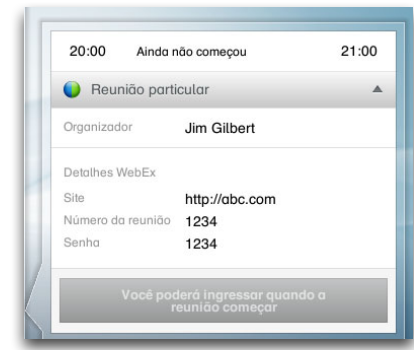 20:00 Ainda não começou 21:00
Reunião particular
Organizador Jim Gilbert
Detalhes WebEx
Site http://abc.com
Número da reunião 1234
Senha 1234
Você poderá ingressar quando a
reunião começar